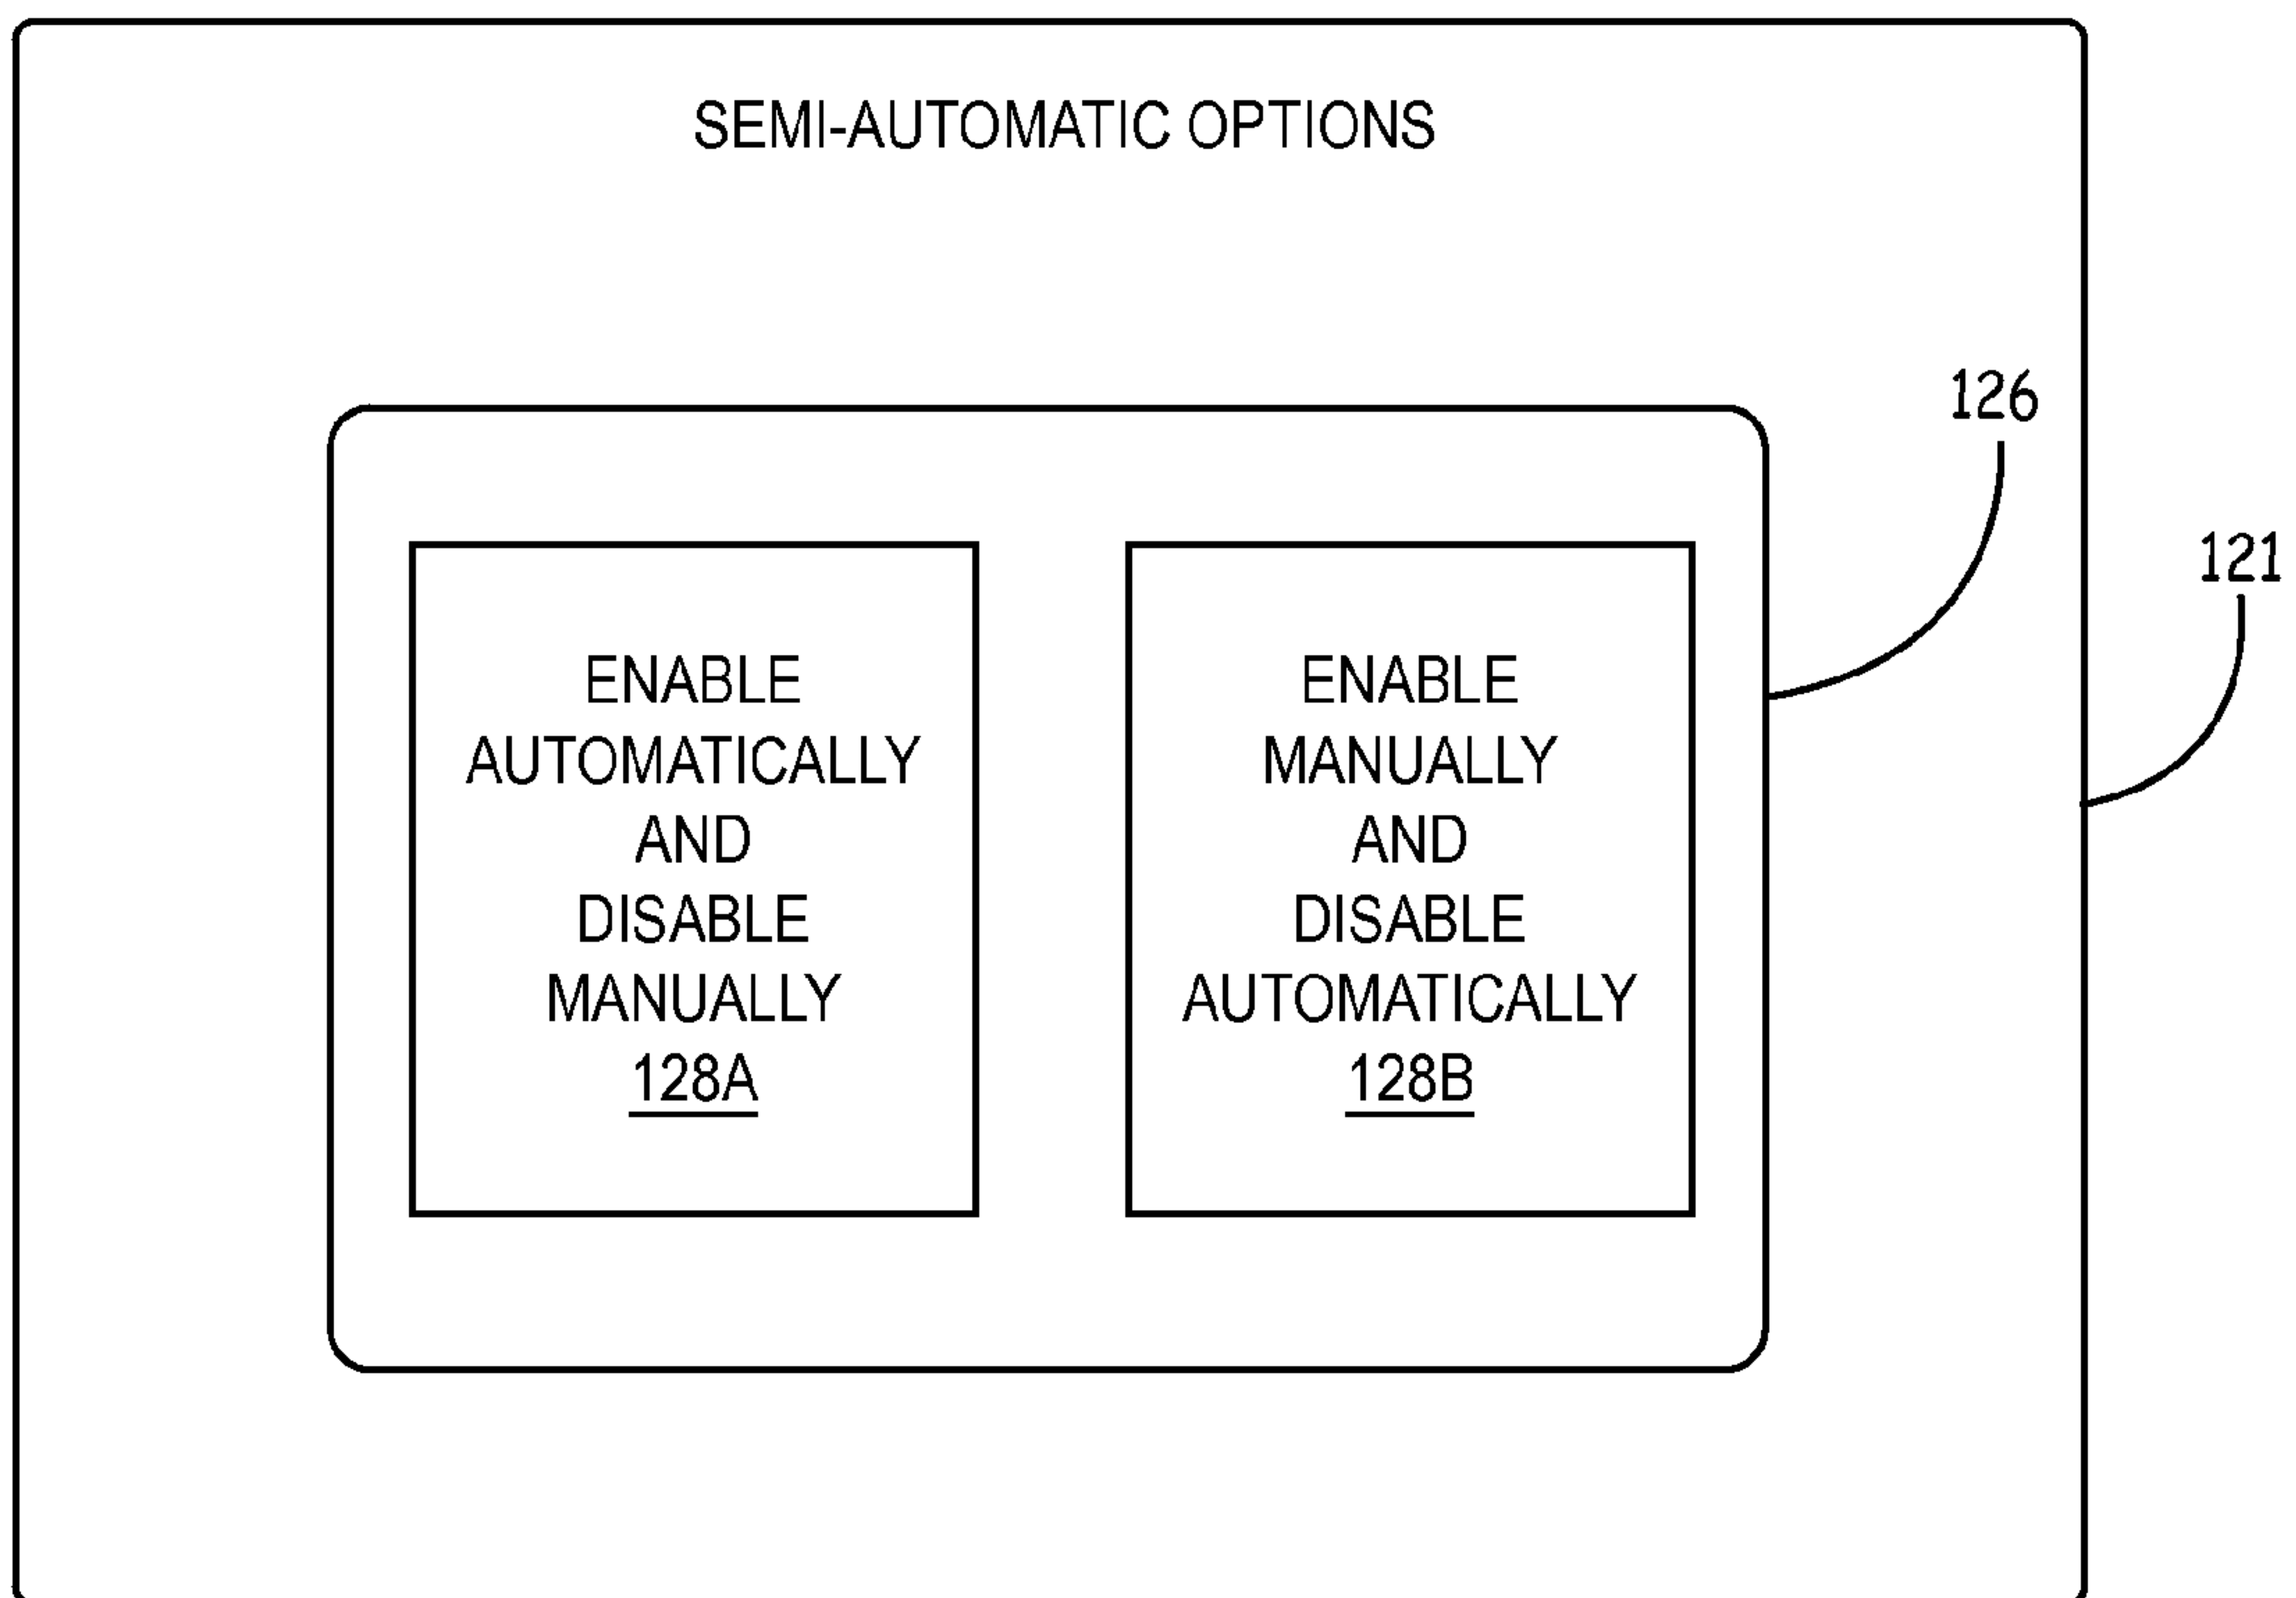 SEMI-AUTOMATIC OPTIONS
126
121
ENABLE
AUTOMATICALLY
AND
DISABLE
MANUALLY
128A
ENABLE
MANUALLY
AND
DISABLE
AUTOMATICALLY
128B